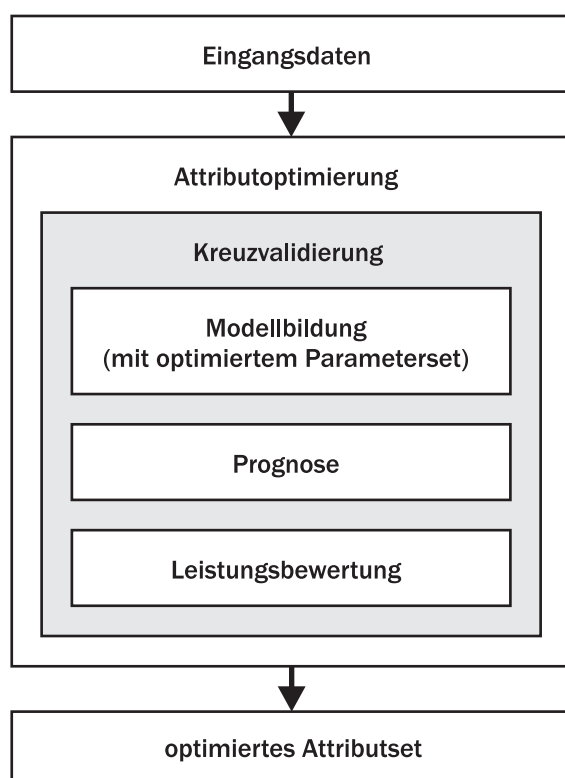 Eingangsdaten
Attributoptimierung
Kreuzvalidierung
Modellbildung
(mit optimiertem Parameterset)
Prognose
Leistungsbewertung
optimiertes Attributset